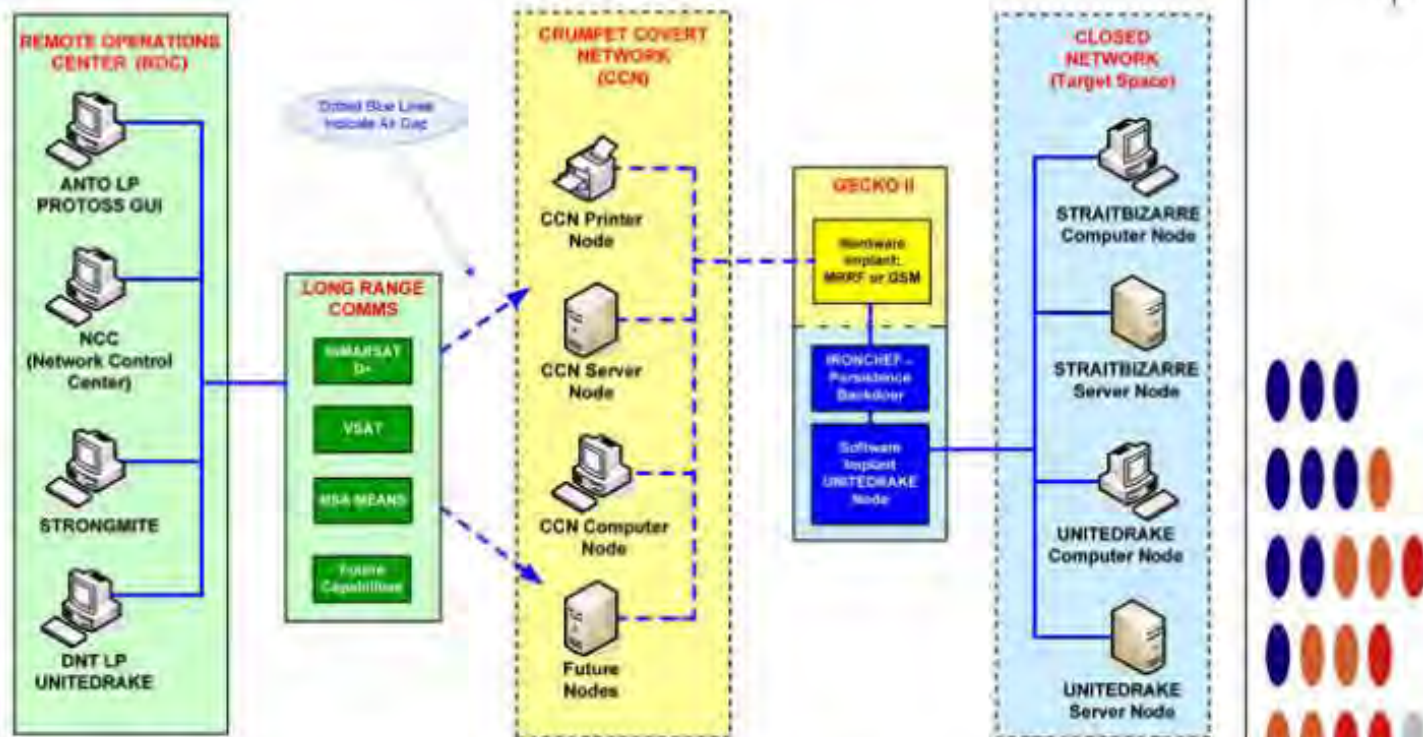 REMOTE OPERATIONS
CENTER (ROC)
ANTO LP
PROTOSS GUI
NCC
(Network Control
Center)
STRONGMITE
DNT LP
UNITEDRAKE
LONG RANGE
COMMS
INMARSAT
D+
VSAT
NSA MEANS
Future
Capabilities
Dotted Blue Lines
Indicate Air Gap
CRUMPET COVERT
NETWORK
(CCN)
CCN Printer
Node
CCN Server
Node
CCN Computer
Node
Future
Nodes
GECKO II
Hardware
Implant:
MRRF or GSM
IRONCHEF –
Persistence
Backdoor
Software
Implant
UNITEDRAKE
Node
CLOSED
NETWORK
(Target Space)
STRAITBIZARRE
Computer Node
STRAITBIZARRE
Server Node
UNITEDRAKE
Computer Node
UNITEDRAKE
Server Node